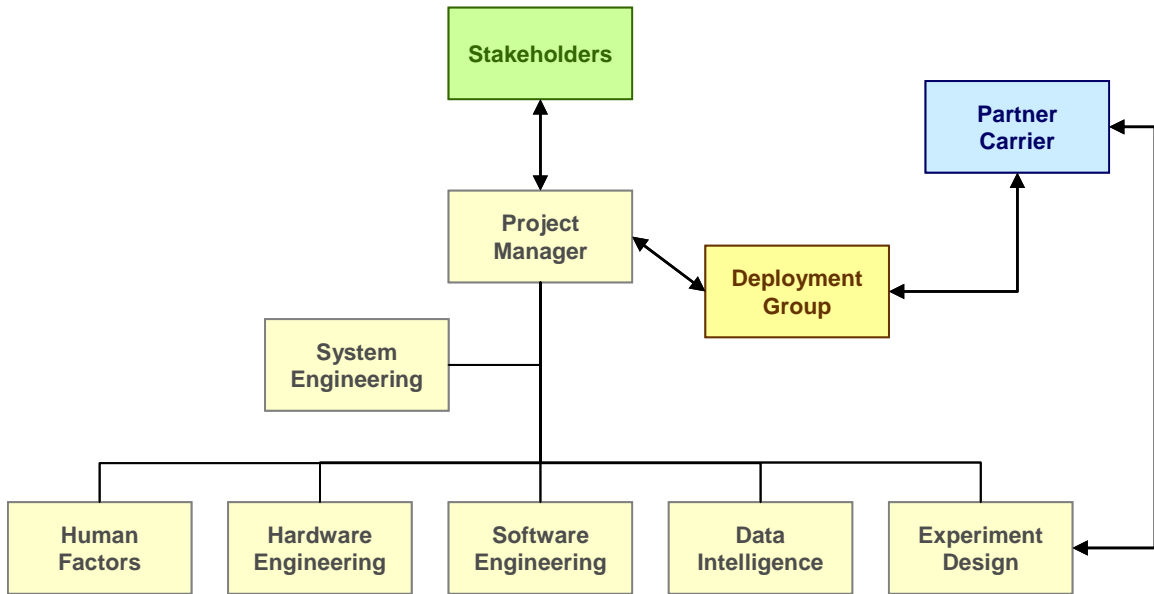 Stakeholders
Partner
Carrier
Project
Manager
Deployment
Group
System
Engineering
Human
Factors
Hardware
Engineering
Software
Engineering
Data
Intelligence
Experiment
Design